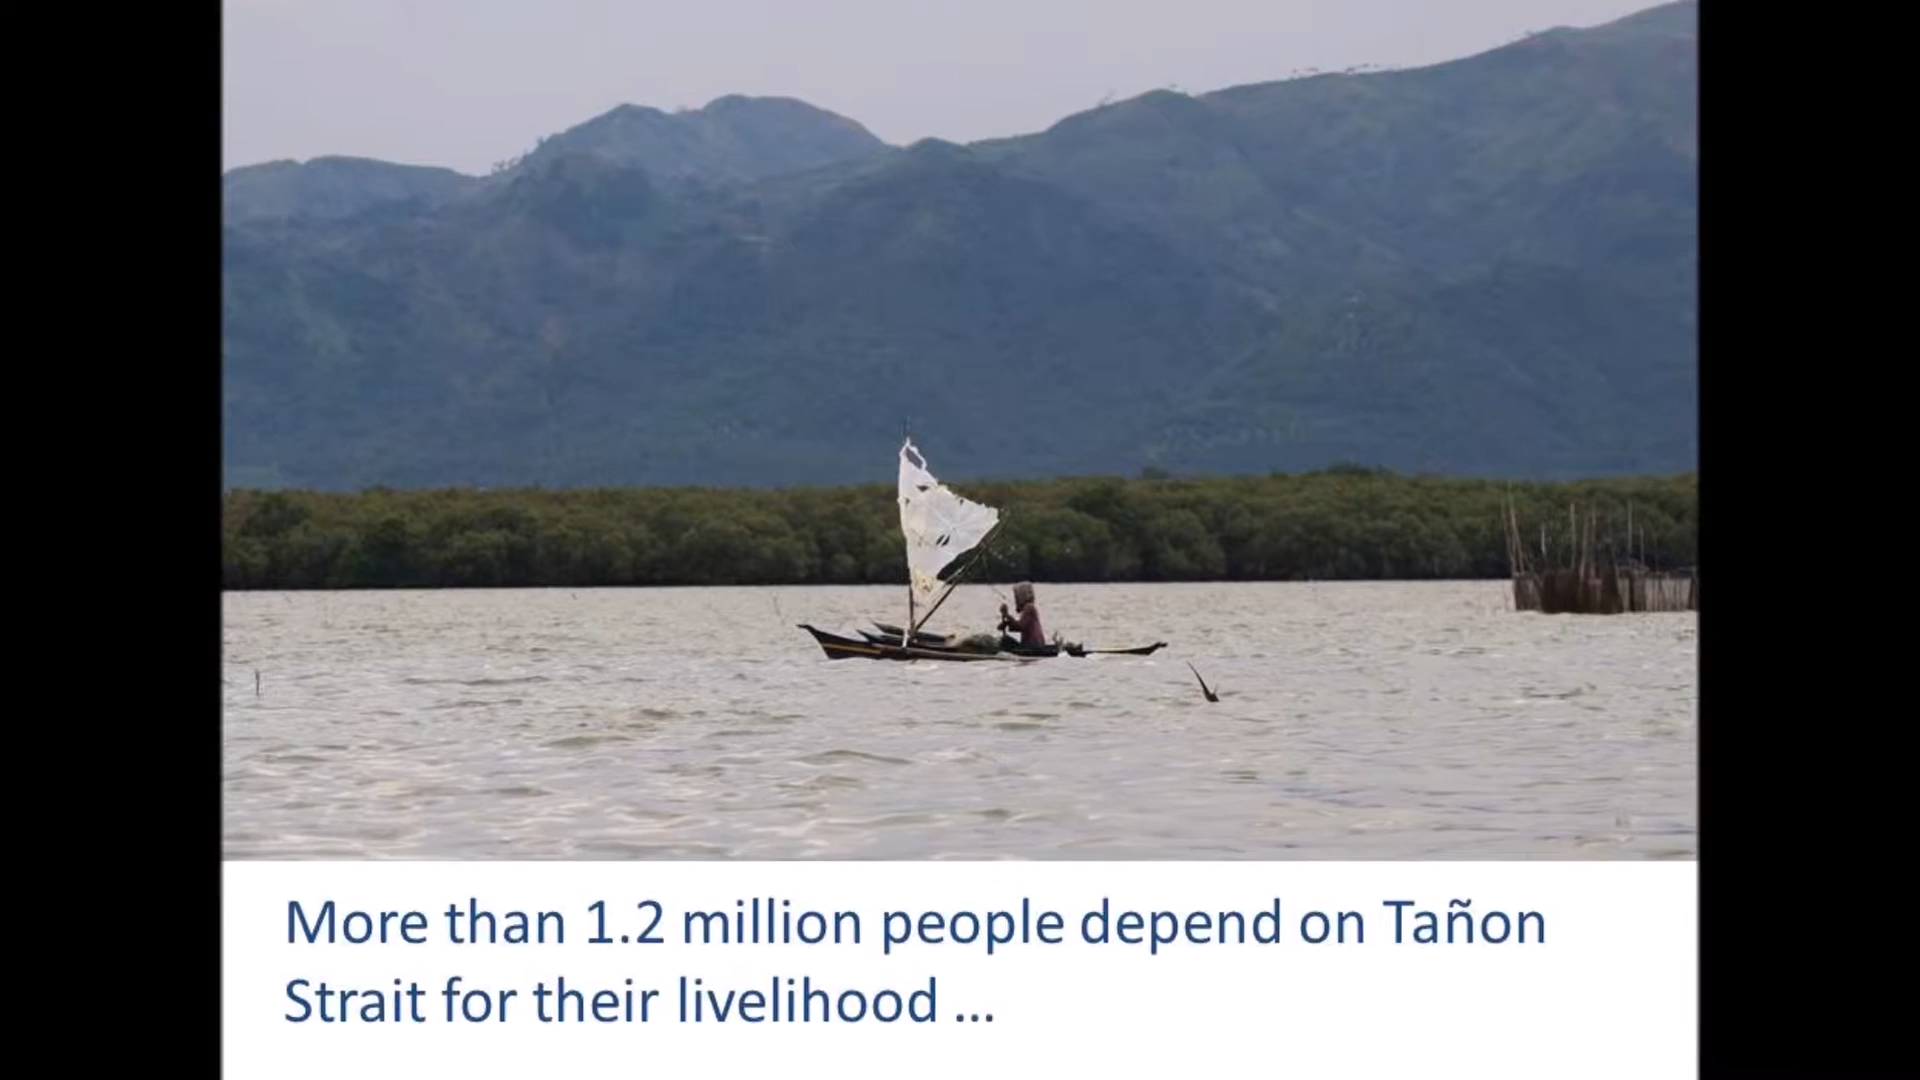 More than 1.2 million people depend on Tañon
Strait for their livelihood ...